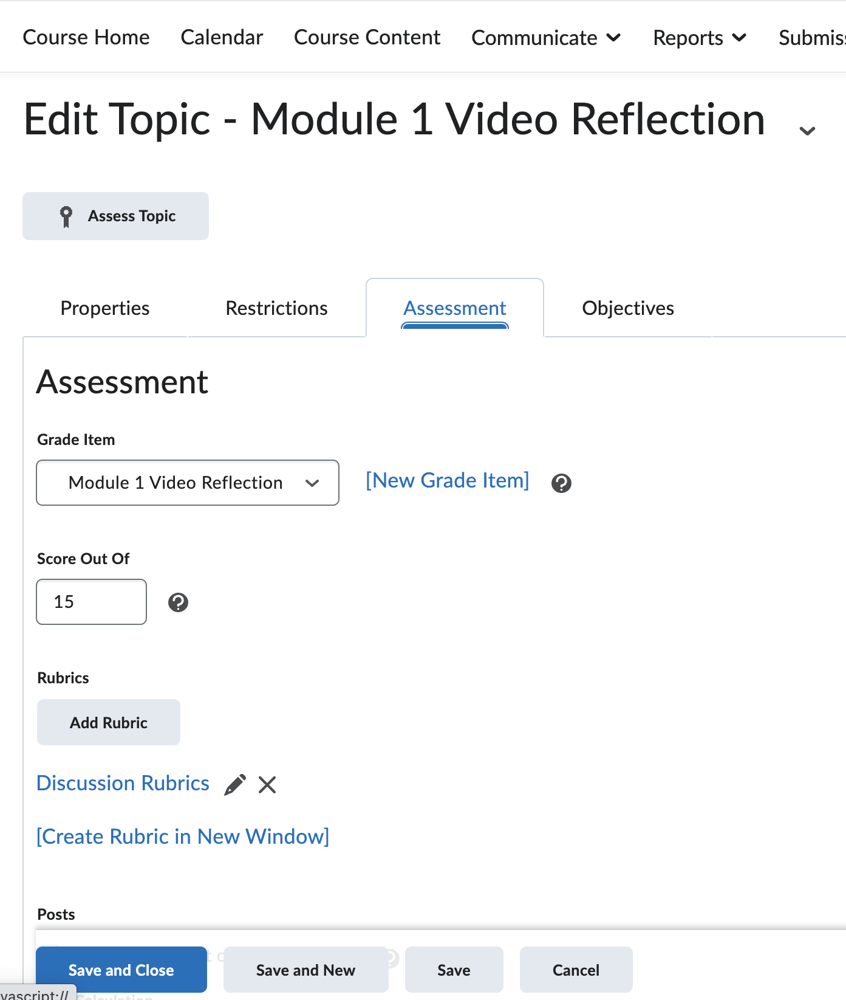 Course Home Calendar Course Content Communicate Reports Submis
Edit Topic - Module 1 Video Reflection
Assess Topic
Properties Restrictions Assessment Objectives
Assessment
Grade Item
Module 1 Video Reflection [New Grade Item]
Score Out Of
15
Rubrics
Add Rubric
Discussion Rubrics
[Create Rubric in New Window]
Posts
Save and Close Save and New Save Cancel
vascript://
Calculation